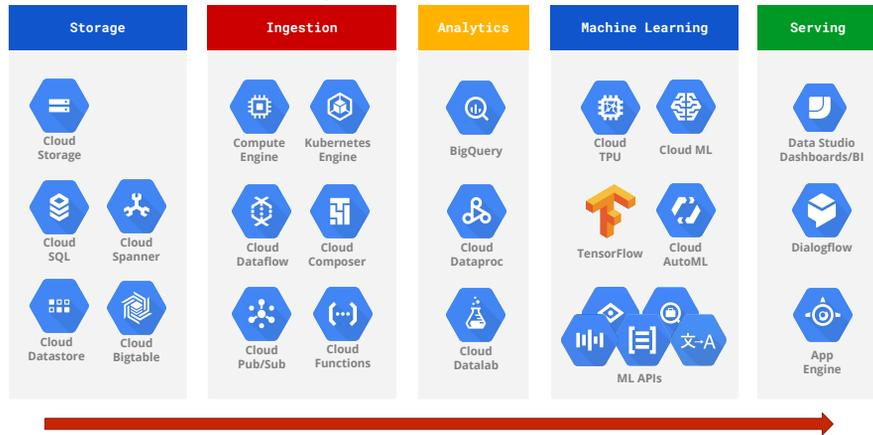 Storage
Ingestion
Analytics
Machine Learning
Serving
Cloud
Storage
Cloud
SQL
Cloud
Spanner
Cloud
Datastore
Cloud
Bigtable
Compute
Engine
Kubernetes
Engine
Cloud
Dataflow
Cloud
Composer
Cloud
Pub/Sub
Cloud
Functions
BigQuery
Cloud
Dataproc
Cloud
Datalab
Cloud
TPU
Cloud ML
TensorFlow
Cloud
AutoML
文→A
ML APIs
Data Studio
Dashboards/BI
Dialogflow
App
Engine